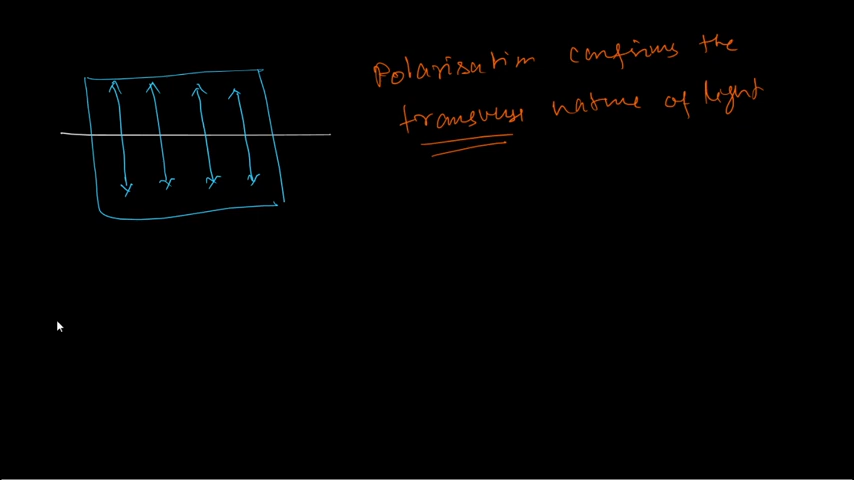 Polarisation confirms the
transverse nature of light